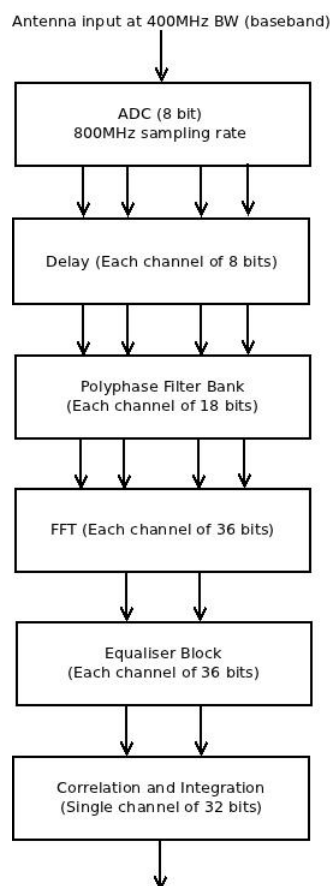 Antenna input at 400MHz BW (baseband)
ADC (8 bit)
800MHz sampling rate
Delay (Each channel of 8 bits)
Polyphase Filter Bank
(Each channel of 18 bits)
FFT (Each channel of 36 bits)
Equaliser Block
(Each channel of 36 bits)
Correlation and Integration
(Single channel of 32 bits)